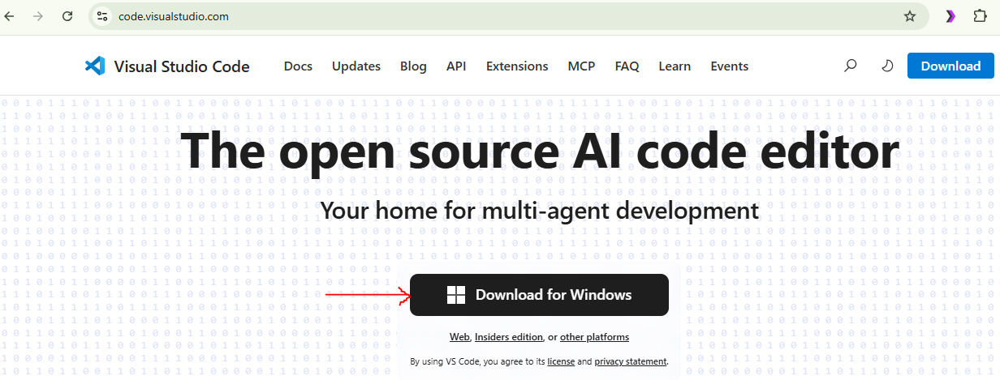 code.visualstudio.com
Visual Studio Code Docs Updates Blog API Extensions MCP FAQ Learn Events Download
The open source AI code editor
Your home for multi-agent development
Download for Windows
Web, Insiders edition, or other platforms
By using VS Code, you agree to its license and privacy statement.